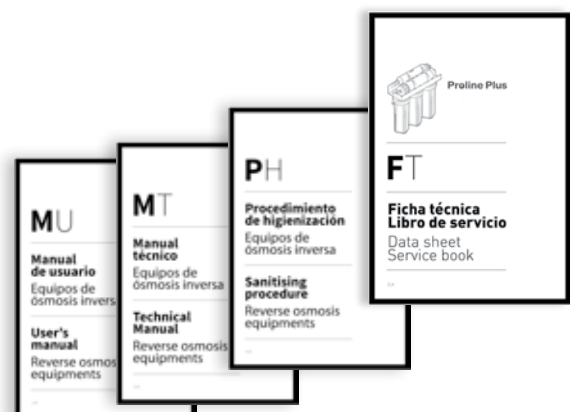 MU
Manual
de usuario
Equipos de
ósmosis invers
User's
manual
Reverse osmos
equipments
MT
Manual
técnico
Equipos de
ósmosis inversa
Technical
Manual
Reverse osmosis
equipments
PH
Procedimiento
de higienización
Equipos de
ósmosis inversa
Sanitising
procedure
Reverse osmosis
equipments
Proline Plus
FT
Ficha técnica
Libro de servicio
Data sheet
Service book